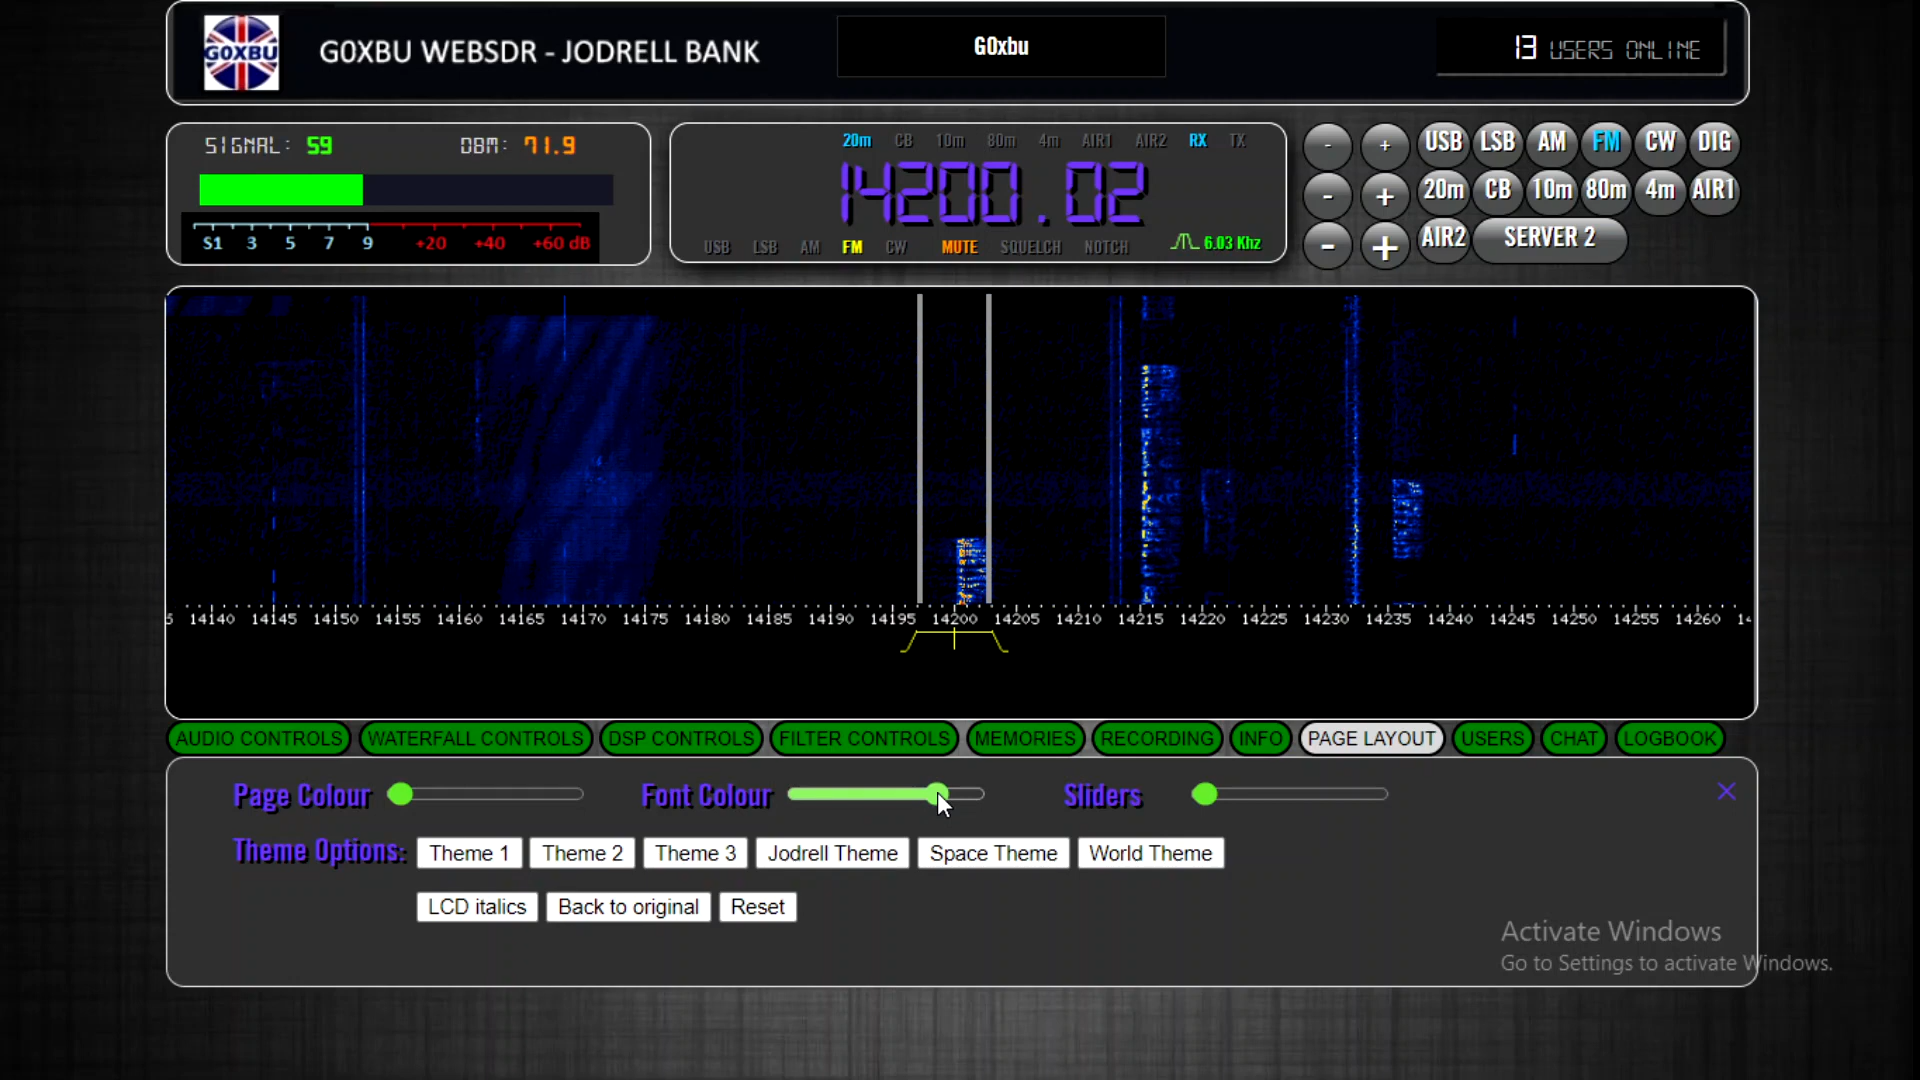 G0XBU
G0XBU WEBSDR - JODRELL BANK
G0xbu
13 USERS ONLINE
SIGNAL: S9 DBM: 71.9
S1 3 5 7 9 +20 +40 +60 dB
20m CB 10m 80m 4m AIR1 AIR2 RX TX
14200.02
USB LSB AM FM CW MUTE SQUELCH NOTCH 6.03 Khz
- + USB LSB AM FM CW DIG
- + 20m CB 10m 80m 4m AIR1
- + AIR2 SERVER 2
5 14140 14145 14150 14155 14160 14165 14170 14175 14180 14185 14190 14195 14200 14205 14210 14215 14220 14225 14230 14235 14240 14245 14250 14255 14260 14
AUDIO CONTROLS WATERFALL CONTROLS DSP CONTROLS FILTER CONTROLS MEMORIES RECORDING INFO PAGE LAYOUT USERS CHAT LOGBOOK
Page Colour Font Colour Sliders
Theme Options: Theme 1 Theme 2 Theme 3 Jodrell Theme Space Theme World Theme
LCD italics Back to original Reset
Activate Windows
Go to Settings to activate Windows.